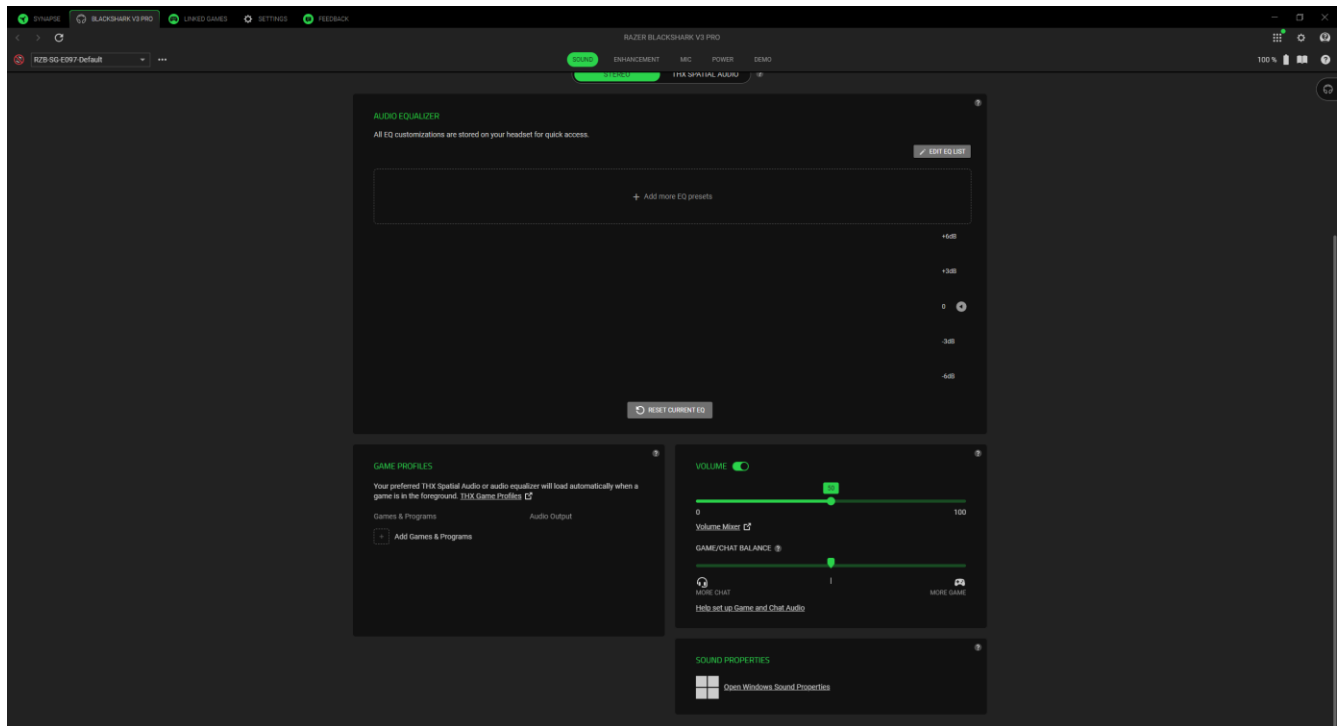 SYNAPSE BLACKSHARK V3 PRO LINKED GAMES SETTINGS FEEDBACK
RAZER BLACKSHARK V3 PRO
RZB-SG-E097-Default SOUND ENHANCEMENT MIC POWER DEMO 100 %
STEREO THX SPATIAL AUDIO
AUDIO EQUALIZER
All EQ customizations are stored on your headset for quick access.
EDIT EQ LIST
+ Add more EQ presets
+6dB
+3dB
0
-3dB
-6dB
RESET CURRENT EQ
GAME PROFILES
Your preferred THX Spatial Audio or audio equalizer will load automatically when a
game is in the foreground. THX Game Profiles
Games & Programs Audio Output
+ Add Games & Programs
VOLUME
50
0 100
Volume Mixer
GAME/CHAT BALANCE
MORE CHAT MORE GAME
Help set up Game and Chat Audio
SOUND PROPERTIES
Open Windows Sound Properties